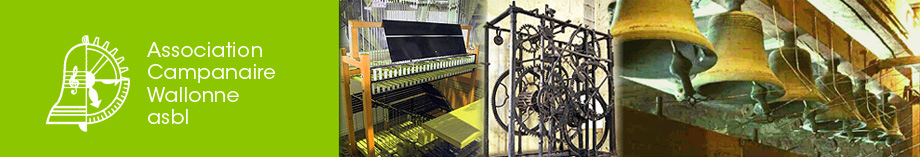 Association
Campanaire
Wallonne
asbl